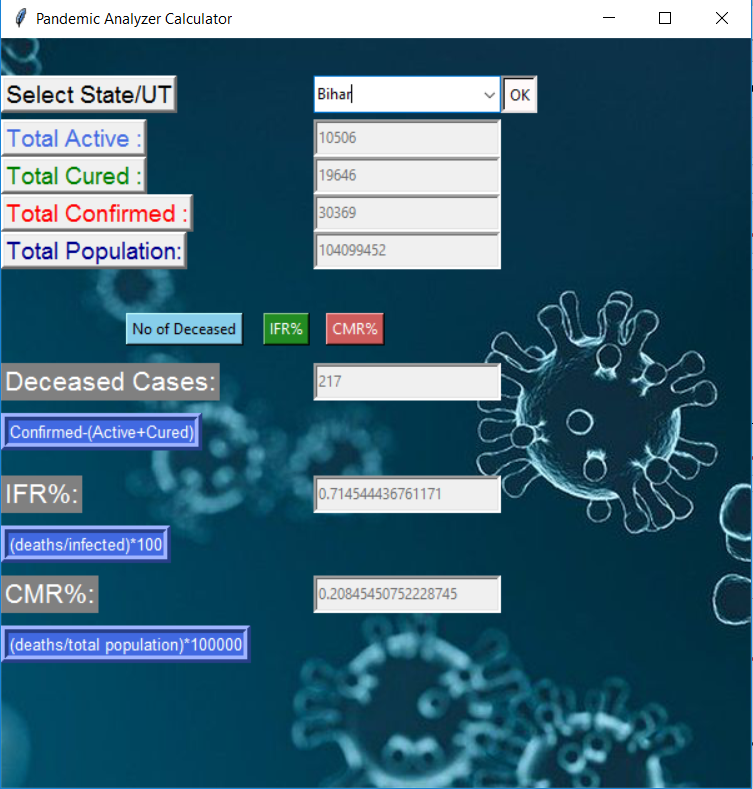 Pandemic Analyzer Calculator
Select State/UT Bihar OK
Total Active : 10506
Total Cured : 19646
Total Confirmed : 30369
Total Population: 104099452
No of Deceased IFR% CMR%
Deceased Cases: 217
Confirmed-(Active+Cured)
IFR%: 0.714544436761171
(deaths/infected)*100
CMR%: 0.20845450752228745
(deaths/total population)*100000